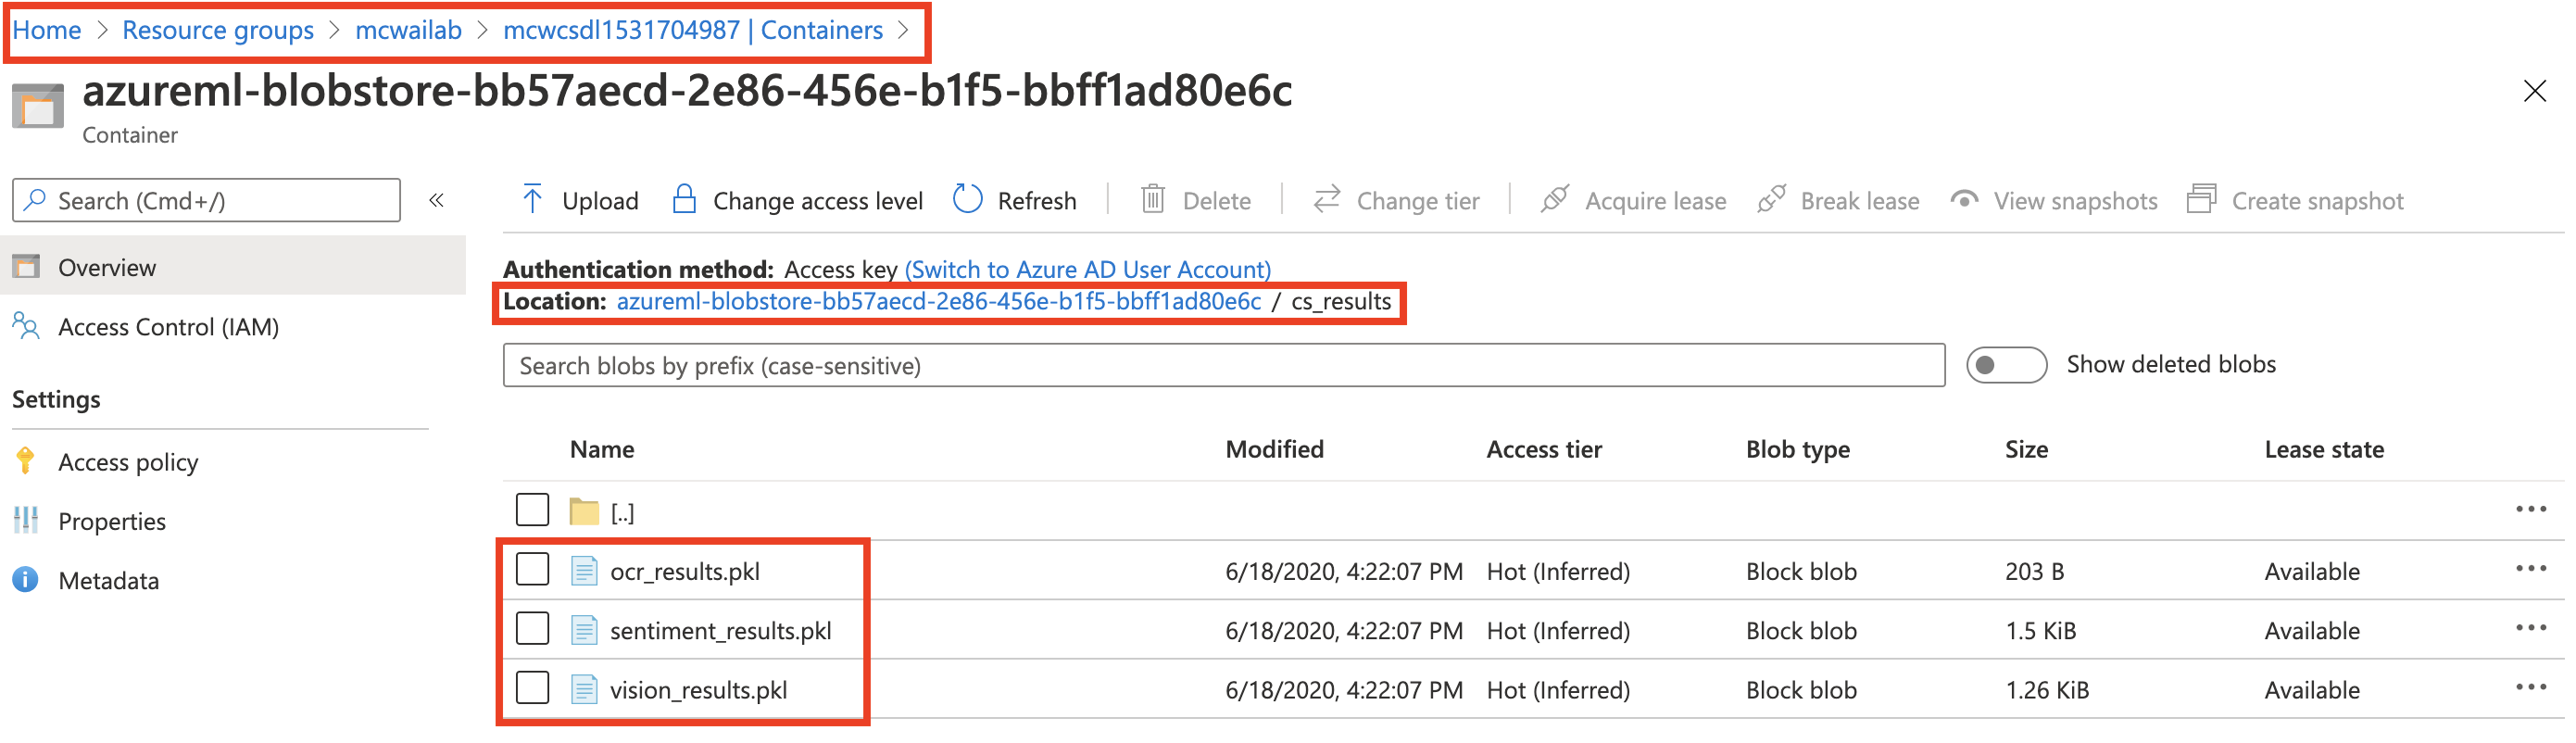 Home > Resource groups > mcwailab > mcwcsdl1531704987 | Containers >
azureml-blobstore-bb57aecd-2e86-456e-b1f5-bbff1ad80e6c
Container
Search (Cmd+/)
«
Upload
Change access level
Refresh
Delete
Change tier
Acquire lease
Break lease
View snapshots
Create snapshot
Overview
Access Control (IAM)
Settings
Access policy
Properties
Metadata
Authentication method: Access key (Switch to Azure AD User Account)
Location: azureml-blobstore-bb57aecd-2e86-456e-b1f5-bbff1ad80e6c / cs_results
Search blobs by prefix (case-sensitive)
Show deleted blobs
Name Modified Access tier Blob type Size Lease state
[..]
ocr_results.pkl 6/18/2020, 4:22:07 PM Hot (Inferred) Block blob 203 B Available
sentiment_results.pkl 6/18/2020, 4:22:07 PM Hot (Inferred) Block blob 1.5 KiB Available
vision_results.pkl 6/18/2020, 4:22:07 PM Hot (Inferred) Block blob 1.26 KiB Available